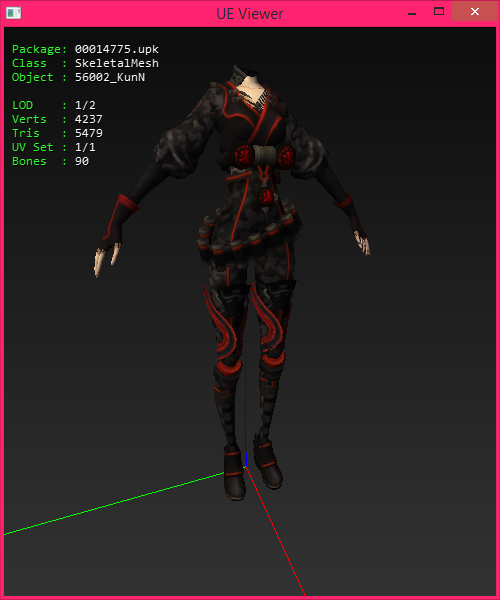 UE Viewer
Package: 00014775.upk
Class  : SkeletalMesh
Object : 56002_KunN
LOD    : 1/2
Verts  : 4237
Tris   : 5479
UV Set : 1/1
Bones  : 90